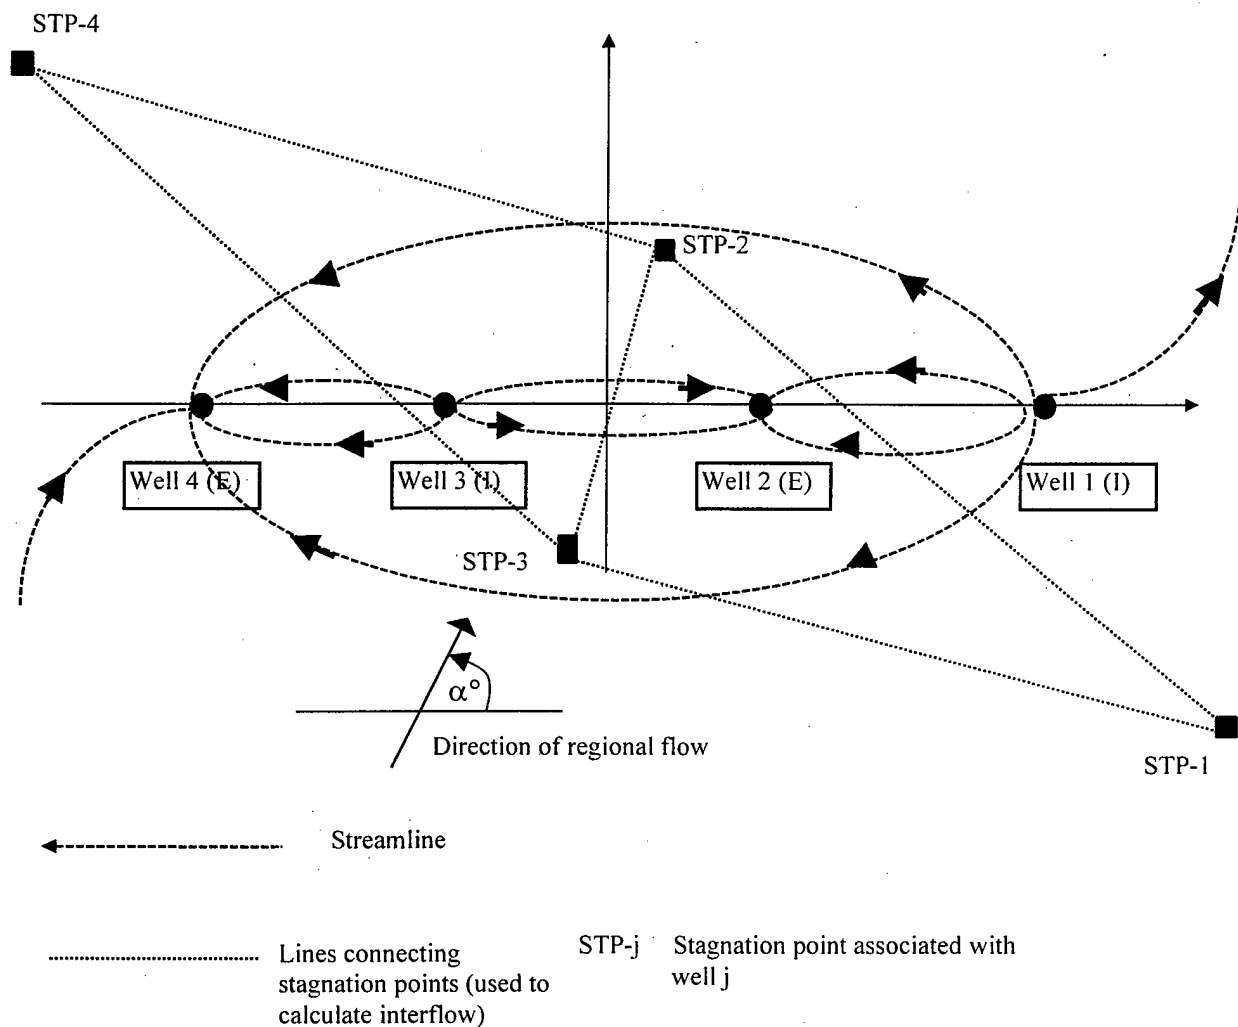 STP-4
STP-2
Well 4 (E)
Well 3 (I)
Well 2 (E)
Well 1 (I)
STP-3
α°
Direction of regional flow
STP-1
Streamline
Lines connecting
stagnation points (used to
calculate interflow)
STP-j Stagnation point associated with
well j